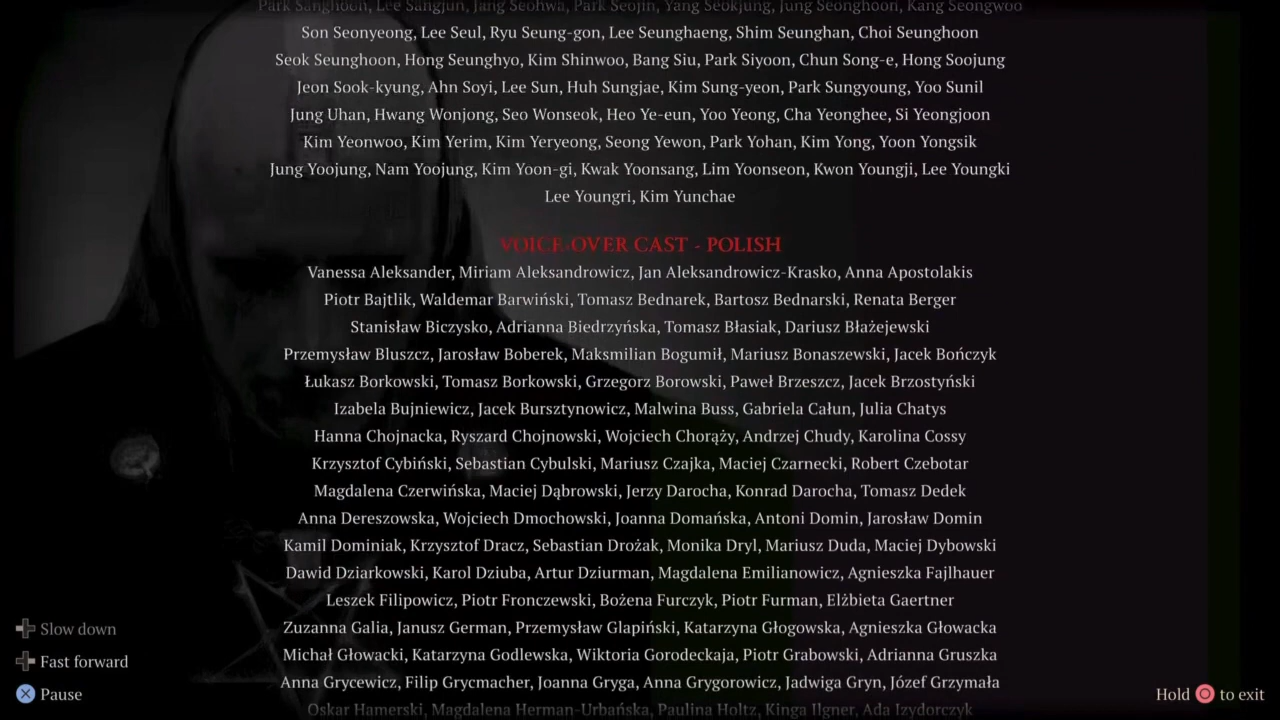 Park Sanghoon, Lee Sangjun, Jang Seohwa, Park Seojin, Yang Seokjung, Jung Seonghoon, Kang Seongwoo
Son Seonyeong, Lee Seul, Ryu Seung-gon, Lee Seunghaeng, Shim Seunghan, Choi Seunghoon
Seok Seunghoon, Hong Seunghyo, Kim Shinwoo, Bang Siu, Park Siyoon, Chun Song-e, Hong Soojung
Jeon Sook-kyung, Ahn Soyi, Lee Sun, Huh Sungjae, Kim Sung-yeon, Park Sungyoung, Yoo Sunil
Jung Uhan, Hwang Wonjong, Seo Wonseok, Heo Ye-eun, Yoo Yeong, Cha Yeonghee, Si Yeongjoon
Kim Yeonwoo, Kim Yerim, Kim Yeryeong, Seong Yewon, Park Yohan, Kim Yong, Yoon Yongsik
Jung Yoojung, Nam Yoojung, Kim Yoon-gi, Kwak Yoonsang, Lim Yoonseon, Kwon Youngji, Lee Youngki
Lee Youngri, Kim Yunchae
VOICE-OVER CAST - POLISH
Vanessa Aleksander, Miriam Aleksandrowicz, Jan Aleksandrowicz-Krasko, Anna Apostolakis
Piotr Bajtlik, Waldemar Barwiński, Tomasz Bednarek, Bartosz Bednarski, Renata Berger
Stanisław Biczysko, Adrianna Biedrzyńska, Tomasz Błasiak, Dariusz Błażejewski
Przemysław Bluszcz, Jarosław Boberek, Maksmilian Bogumił, Mariusz Bonaszewski, Jacek Bończyk
Łukasz Borkowski, Tomasz Borkowski, Grzegorz Borowski, Paweł Brzeszcz, Jacek Brzostyński
Izabela Bujniewicz, Jacek Bursztynowicz, Malwina Buss, Gabriela Całun, Julia Chatys
Hanna Chojnacka, Ryszard Chojnowski, Wojciech Chorąży, Andrzej Chudy, Karolina Cossy
Krzysztof Cybiński, Sebastian Cybulski, Mariusz Czajka, Maciej Czarnecki, Robert Czebotar
Magdalena Czerwińska, Maciej Dąbrowski, Jerzy Darocha, Konrad Darocha, Tomasz Dedek
Anna Dereszowska, Wojciech Dmochowski, Joanna Domańska, Antoni Domin, Jarosław Domin
Kamil Dominiak, Krzysztof Dracz, Sebastian Drożak, Monika Dryl, Mariusz Duda, Maciej Dybowski
Dawid Dziarkowski, Karol Dziuba, Artur Dziurman, Magdalena Emilianowicz, Agnieszka Fajlhauer
Leszek Filipowicz, Piotr Fronczewski, Bożena Furczyk, Piotr Furman, Elżbieta Gaertner
Zuzanna Galia, Janusz German, Przemysław Glapiński, Katarzyna Głogowska, Agnieszka Głowacka
Michał Głowacki, Katarzyna Godlewska, Wiktoria Gorodeckaja, Piotr Grabowski, Adrianna Gruszka
Anna Grycewicz, Filip Grycmacher, Joanna Gryga, Anna Grygorowicz, Jadwiga Gryn, Józef Grzymała
Oskar Hamerski, Magdalena Herman-Urbańska, Paulina Holtz, Kinga Ilgner, Ada Izydorczyk
Slow down
Fast forward
Pause
Hold to exit